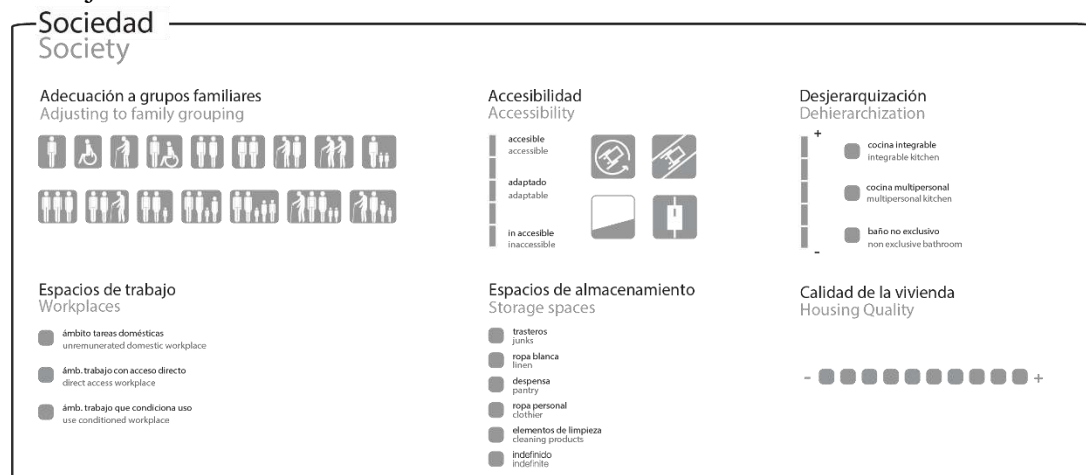 Sociedad
Society
Adecuación a grupos familiares
Adjusting to family grouping
Accesibilidad
Accessibility
accesible
accessible
adaptado
adaptable
in accesible
inaccessible
Desjerarquización
Dehierarchization
+
cocina integrable
integrable kitchen
cocina multipersonal
multipersonal kitchen
baño no exclusivo
non exclusive bathroom
-
Espacios de trabajo
Workplaces
ámbito tareas domésticas
unremunerated domestic workplace
ámb. trabajo con acceso directo
direct access workplace
ámb. trabajo que condiciona uso
use conditioned workplace
Espacios de almacenamiento
Storage spaces
trasteros
junks
ropa blanca
linen
despensa
pantry
ropa personal
clothier
elementos de limpieza
cleaning products
indefinido
indefinite
Calidad de la vivienda
Housing Quality
- +